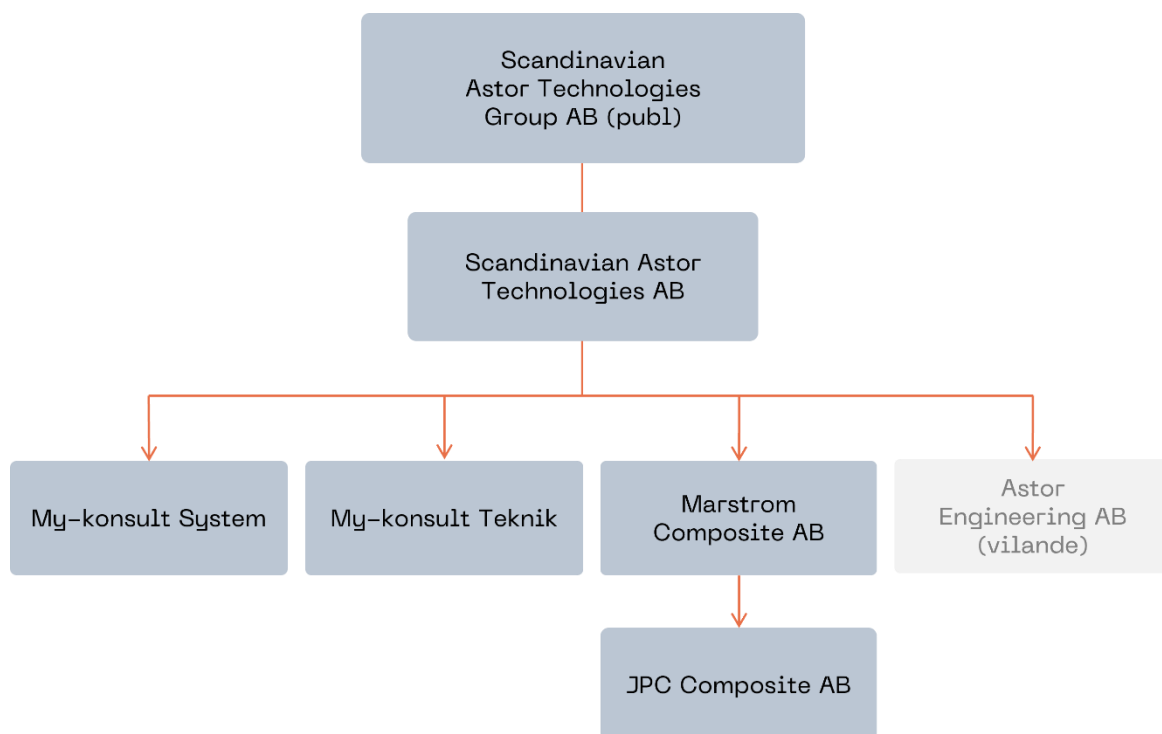 Scandinavian
Astor Technologies
Group AB (publ)
Scandinavian Astor
Technologies AB
My-konsult System
My-konsult Teknik
Marstrom
Composite AB
Astor
Engineering AB
(vilande)
JPC Composite AB